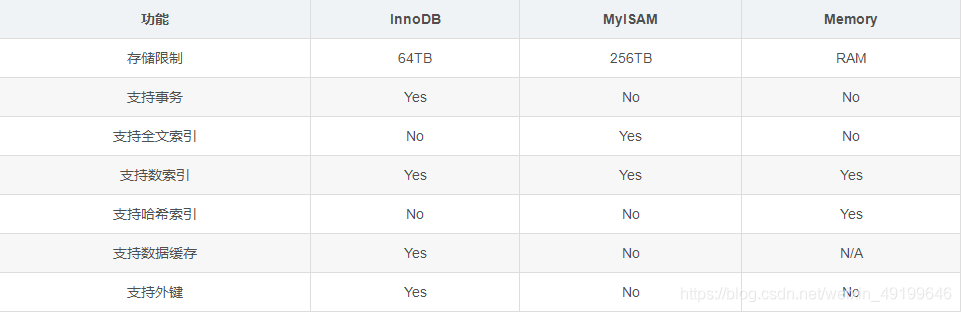 功能 InnoDB MyISAM Memory
存储限制 64TB 256TB RAM
支持事务 Yes No No
支持全文索引 No Yes No
支持数索引 Yes Yes Yes
支持哈希索引 No No Yes
支持数据缓存 Yes No N/A
支持外键 Yes No No
https://blog.csdn.net/weixin_49199646